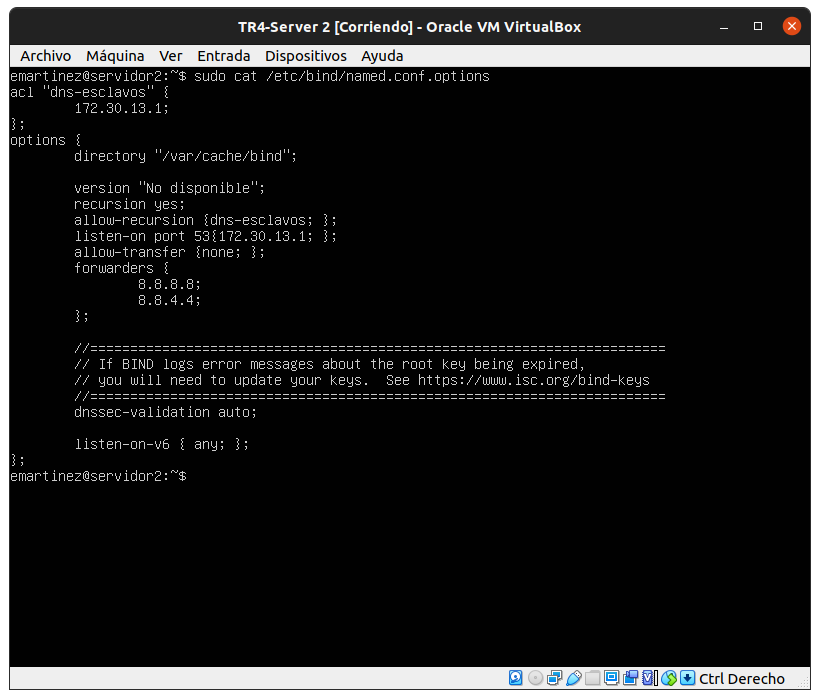 TR4-Server 2 [Corriendo] - Oracle VM VirtualBox
Archivo Máquina Ver Entrada Dispositivos Ayuda
emartinez@servidor2:~$ sudo cat /etc/bind/named.conf.options
acl "dns-esclavos" {
        172.30.13.1;
};
options {
        directory "/var/cache/bind";

        version "No disponible";
        recursion yes;
        allow-recursion {dns-esclavos; };
        listen-on port 53{172.30.13.1; };
        allow-transfer {none; };
        forwarders {
                8.8.8.8;
                8.8.4.4;
        };

        //========================================================================
        // If BIND logs error messages about the root key being expired,
        // you will need to update your keys.  See https://www.isc.org/bind-keys
        //========================================================================
        dnssec-validation auto;

        listen-on-v6 { any; };
};
emartinez@servidor2:~$
Ctrl Derecho